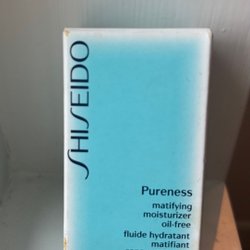 SHISEIDO
Pureness
matifying
moisturizer
oil-free
fluide hydratant
matifiant